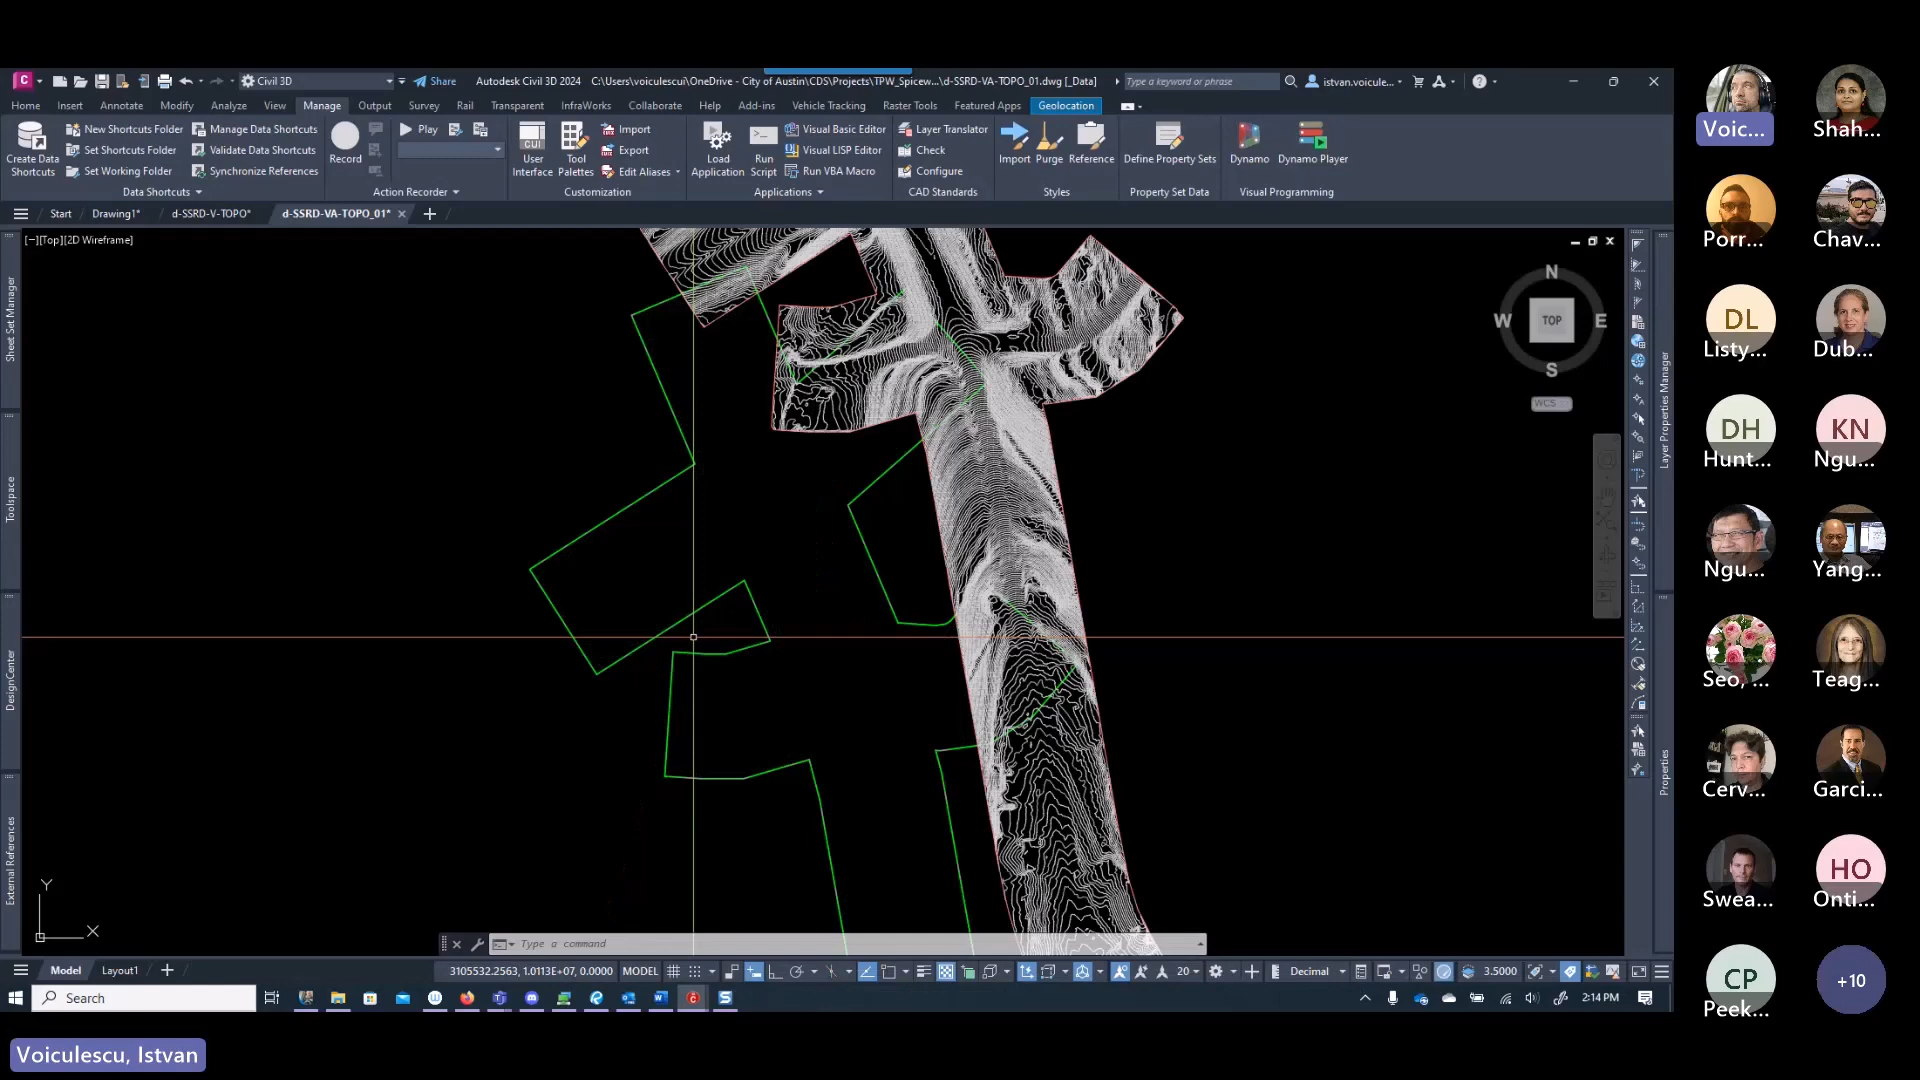 C
Civil 3D
Share
Autodesk Civil 3D 2024 C:\Users\voiculescui\OneDrive - City of Austin\CDS\Projects\TPW_Spicew...\d-SSRD-VA-TOPO_01.dwg [_Data]
Type a keyword or phrase
istvan.voicule...
Home Insert Annotate Modify Analyze View Manage Output Survey Rail Transparent InfraWorks Collaborate Help Add-ins Vehicle Tracking Raster Tools Featured Apps Geolocation
New Shortcuts Folder Manage Data Shortcuts Play Import Visual Basic Editor Layer Translator
Set Shortcuts Folder Validate Data Shortcuts Export Visual LISP Editor Check
Set Working Folder Synchronize References Edit Aliases Run VBA Macro Configure
Create Data Shortcuts
Record
CUI
User Interface
Tool Palettes
Load Application
Run Script
Import Purge Reference
Define Property Sets
Dynamo Dynamo Player
Data Shortcuts Action Recorder Customization Applications CAD Standards Styles Property Set Data Visual Programming
Start Drawing1* d-SSRD-V-TOPO* d-SSRD-VA-TOPO_01*
[−][Top][2D Wireframe]
N
W TOP E
S
WCS
Sheet Set Manager
Toolspace
DesignCenter
External References
Layer Properties Manager
Properties
Y
X
Type a command
Model Layout1
3105532.2563, 1.0113E+07, 0.0000 MODEL 20 Decimal 3.5000
Search
2:14 PM
Voiculescu, Istvan
Voic... Shah...
Porr... Chav...
DL
Listy... Dub...
DH KN
Hunt... Ngu...
Ngu... Yang...
Seo, ... Teag...
Cerv... Garci...
HO
Swea... Onti...
CP +10
Peek...